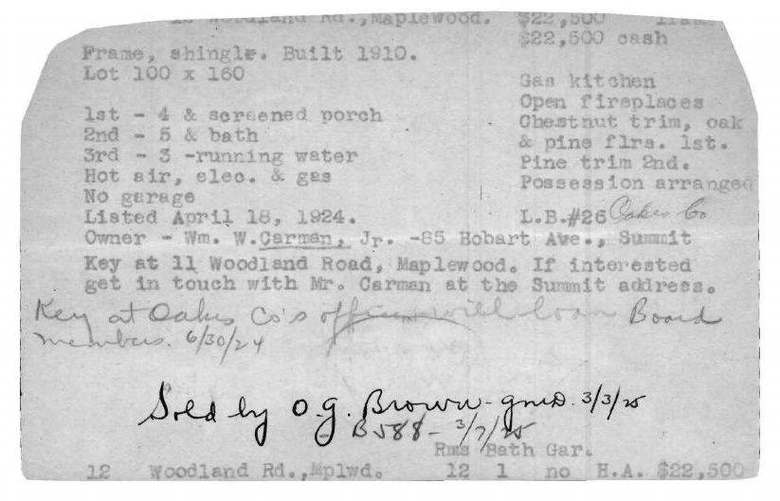 12 Woodland Rd., Maplewood. $22,500
$22,500 cash
Frame, shingle. Built 1910.
Lot 100 x 160
Gas kitchen
Open fireplaces
1st - 4 & screened porch
Chestnut trim, oak
2nd - 5 & bath
& pine flrs. 1st.
3rd - 3 -running water
Pine trim 2nd.
Hot air, elec. & gas
Possession arranged
No garage
Listed April 18, 1924.
L.B.#26 Oakes Co
Owner - Wm. W.Carman, Jr. -85 Hobart Ave., Summit
Key at 11 Woodland Road, Maplewood. If interested
get in touch with Mr. Carman at the Summit address.
Key at Oakes Co's office will loan Board
members. 6/30/24
Sold by O.G. Brown - 3/3/25
B588 - 3/7/25
Rms Bath Gar.
12 Woodland Rd.,Mplwd. 12 1 no H.A. $22,500